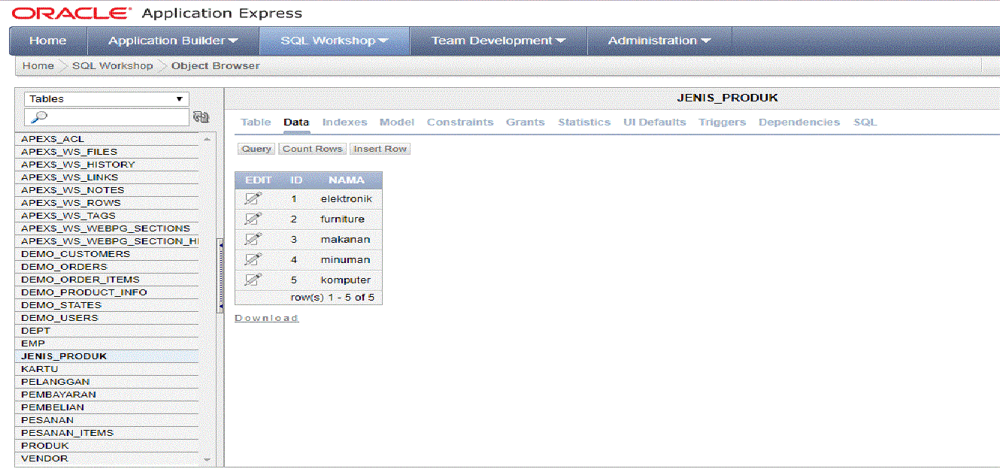 ORACLE® Application Express
Home Application Builder SQL Workshop Team Development Administration
Home SQL Workshop Object Browser
Tables
APEX$_ACL
APEX$_WS_FILES
APEX$_WS_HISTORY
APEX$_WS_LINKS
APEX$_WS_NOTES
APEX$_WS_ROWS
APEX$_WS_TAGS
APEX$_WS_WEBPG_SECTIONS
APEX$_WS_WEBPG_SECTION_HI
DEMO_CUSTOMERS
DEMO_ORDERS
DEMO_ORDER_ITEMS
DEMO_PRODUCT_INFO
DEMO_STATES
DEMO_USERS
DEPT
EMP
JENIS_PRODUK
KARTU
PELANGGAN
PEMBAYARAN
PEMBELIAN
PESANAN
PESANAN_ITEMS
PRODUK
VENDOR
JENIS_PRODUK
Table Data Indexes Model Constraints Grants Statistics UI Defaults Triggers Dependencies SQL
Query Count Rows Insert Row
EDIT ID NAMA
1 elektronik
2 furniture
3 makanan
4 minuman
5 komputer
row(s) 1 - 5 of 5
Download